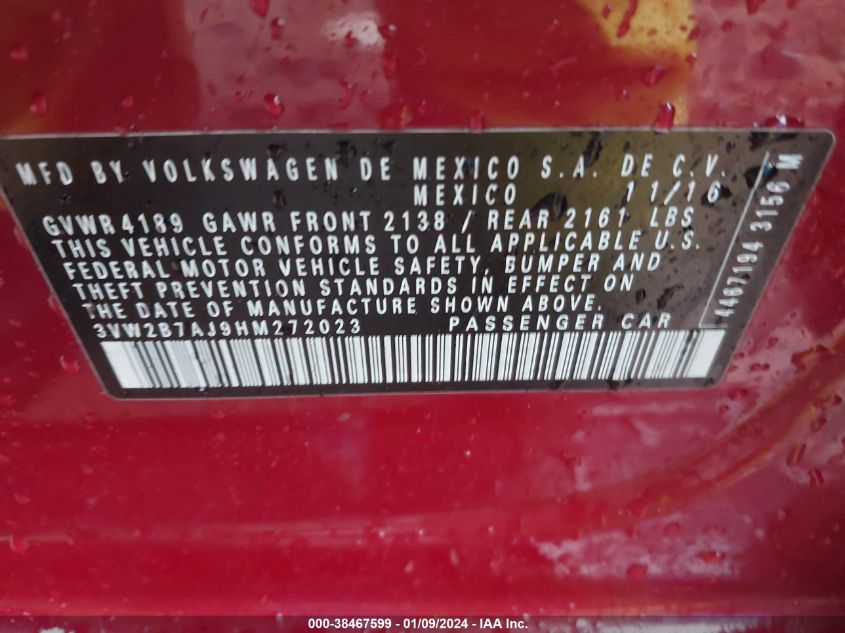 MFD BY VOLKSWAGEN DE MEXICO S.A. DE C.V.
MEXICO 11/16
GVWR 4189 GAWR FRONT 2138 / REAR 2161 LBS
THIS VEHICLE CONFORMS TO ALL APPLICABLE U.S.
FEDERAL MOTOR VEHICLE SAFETY, BUMPER AND
THEFT PREVENTION STANDARDS IN EFFECT ON
THE DATE OF MANUFACTURE SHOWN ABOVE.
3VW2B7AJ9HM272023 PASSENGER CAR
4467194 3156 M
000-38467599 - 01/09/2024 - IAA Inc.